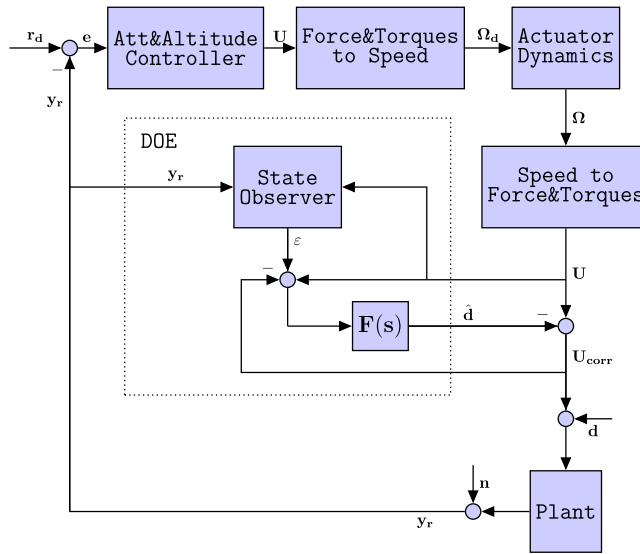 r_d
e
Att&Altitude
Controller
U
Force&Torques
to Speed
Ω_d
Actuator
Dynamics
−
y_r
Ω
DOE
y_r
State
Observer
Speed to
Force&Torques
ε
−
U
F(s)
d̂
−
U_corr
d
n
y_r
Plant